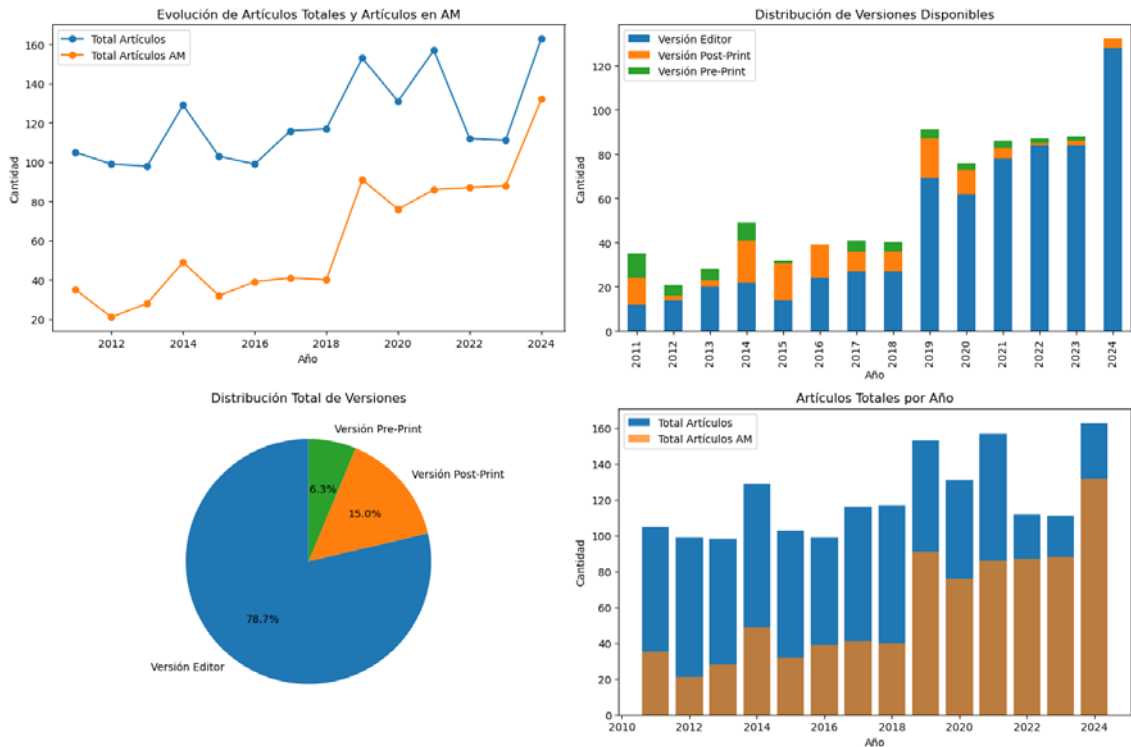 Evolución de Artículos Totales y Artículos en AM
Total Artículos
Total Artículos AM
160
140
120
100
80
60
40
20
Cantidad
2012
2014
2016
2018
2020
2022
2024
Año
Distribución de Versiones Disponibles
Versión Editor
Versión Post-Print
Versión Pre-Print
120
100
80
60
40
20
0
Cantidad
2011
2012
2013
2014
2015
2016
2017
2018
2019
2020
2021
2022
2023
2024
Año
Distribución Total de Versiones
Versión Pre-Print
6.3%
Versión Post-Print
15.0%
78.7%
Versión Editor
Artículos Totales por Año
Total Artículos
Total Artículos AM
160
140
120
100
80
60
40
20
0
Cantidad
2010
2012
2014
2016
2018
2020
2022
2024
Año